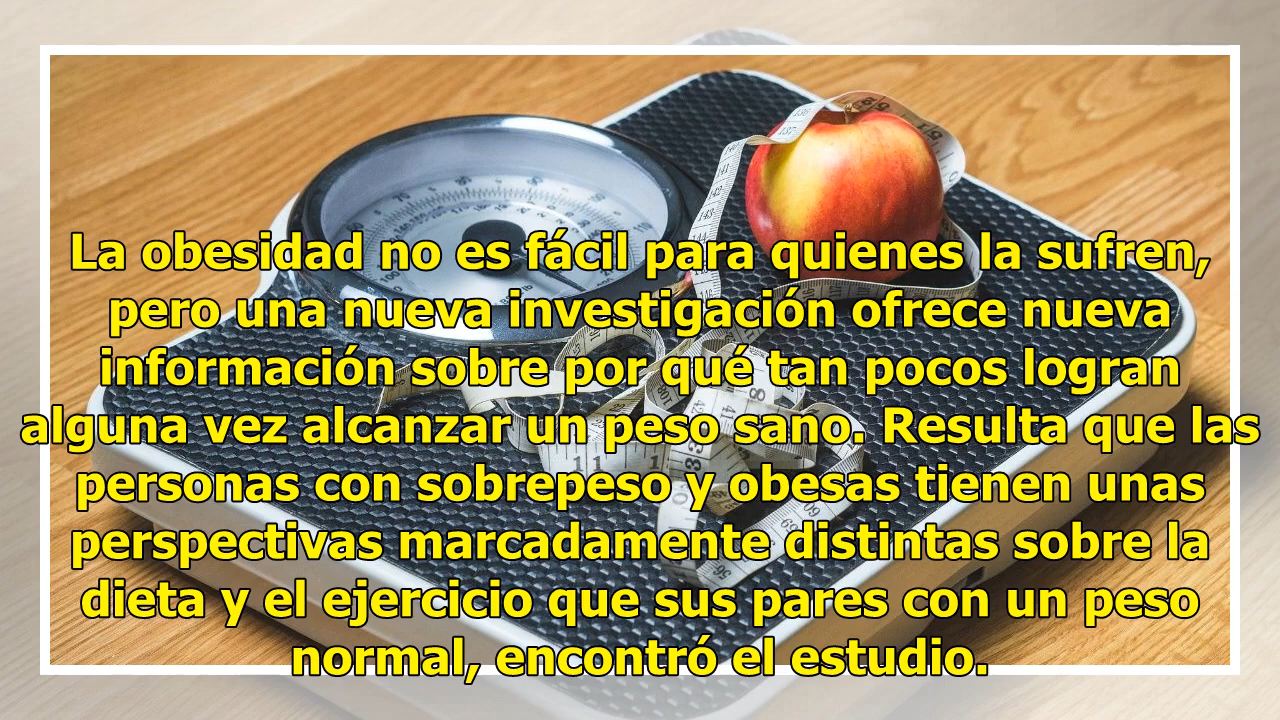 La obesidad no es fácil para quienes la sufren,
pero una nueva investigación ofrece nueva
información sobre por qué tan pocos logran
alguna vez alcanzar un peso sano. Resulta que las
personas con sobrepeso y obesas tienen unas
perspectivas marcadamente distintas sobre la
dieta y el ejercicio que sus pares con un peso
normal, encontró el estudio.